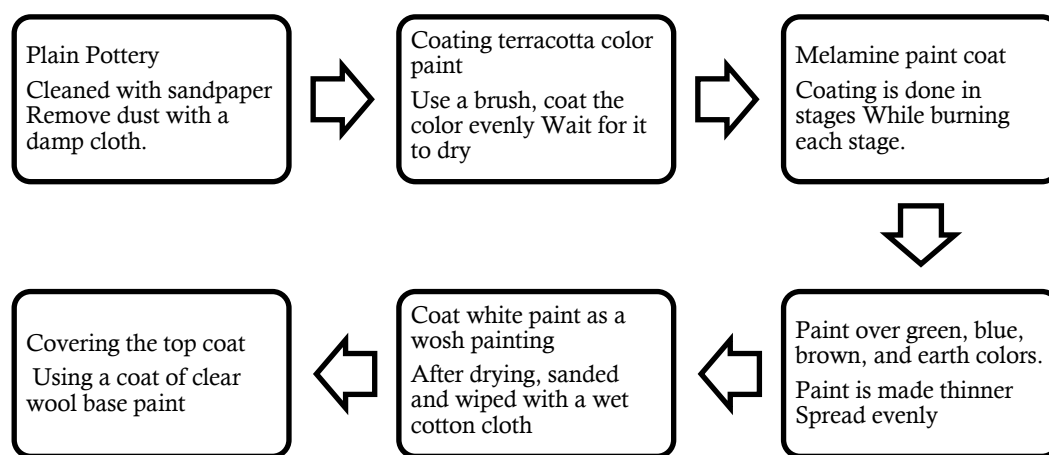 Plain Pottery
Cleaned with sandpaper
Remove dust with a
damp cloth.
Coating terracotta color
paint
Use a brush, coat the
color evenly Wait for it
to dry
Melamine paint coat
Coating is done in
stages While burning
each stage.
Paint over green, blue,
brown, and earth colors.
Paint is made thinner
Spread evenly
Coat white paint as a
wosh painting
After drying, sanded
and wiped with a wet
cotton cloth
Covering the top coat
Using a coat of clear
wool base paint